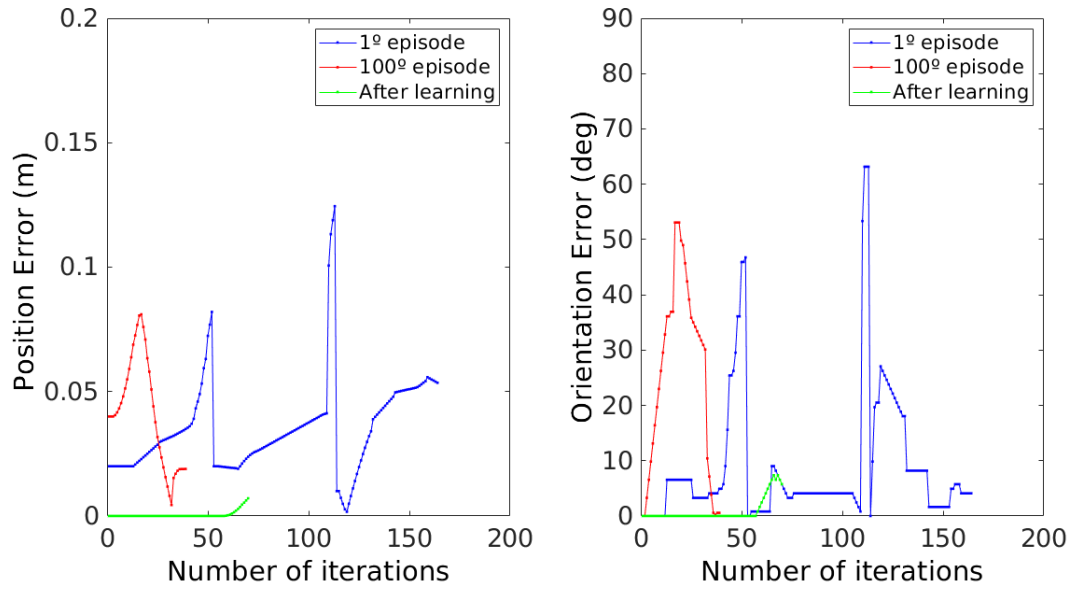 0.2
0.15
0.1
0.05
0
0
50
100
150
200
Position Error (m)
Number of iterations
1º episode
100º episode
After learning
90
80
70
60
50
40
30
20
10
0
0
50
100
150
200
Orientation Error (deg)
Number of iterations
1º episode
100º episode
After learning